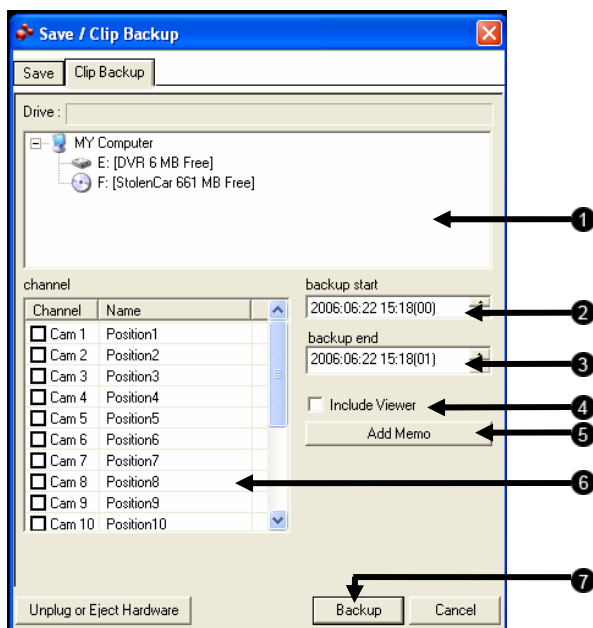 Save / Clip Backup
Save Clip Backup
Drive :
MY Computer
E: [DVR 6 MB Free]
F: [StolenCar 661 MB Free]
1
channel
Channel Name
Cam 1 Position1
Cam 2 Position2
Cam 3 Position3
Cam 4 Position4
Cam 5 Position5
Cam 6 Position6
Cam 7 Position7
Cam 8 Position8
Cam 9 Position9
Cam 10 Position10
backup start
2006:06:22 15:18(00)
2
backup end
2006:06:22 15:18(01)
3
Include Viewer
4
Add Memo
5
6
7
Unplug or Eject Hardware
Backup
Cancel